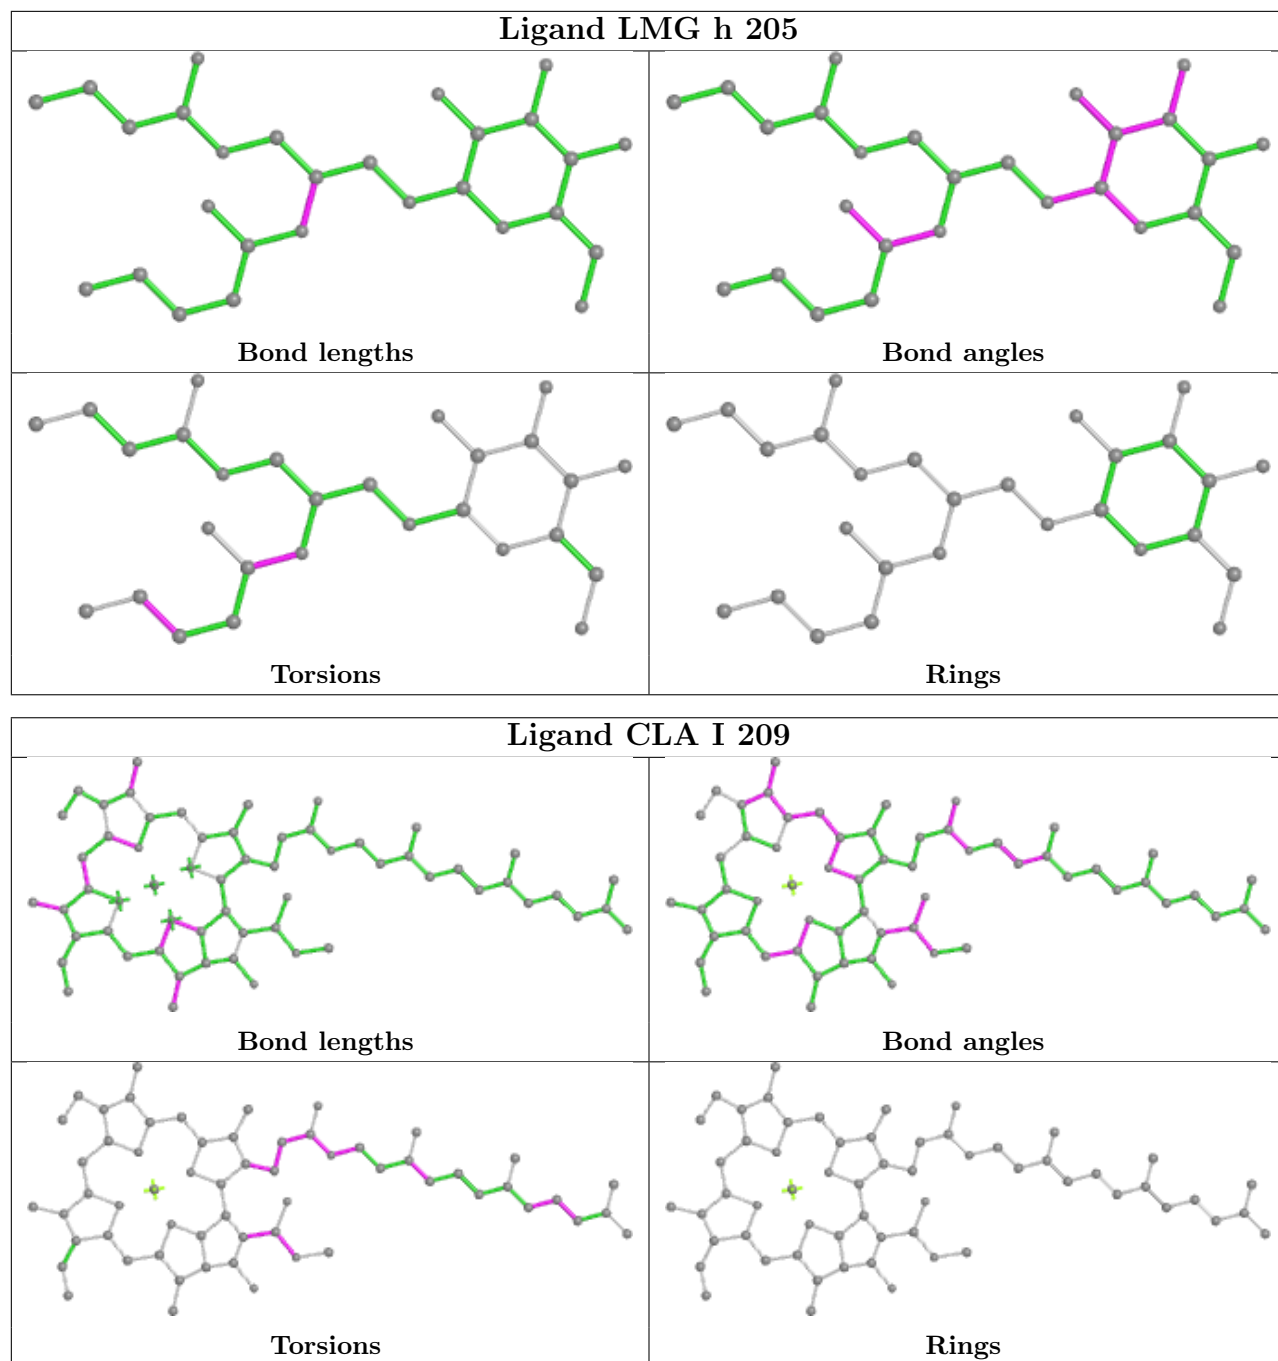 Ligand LMG h 205
Bond lengths
Bond angles
Torsions
Rings
Ligand CLA I 209
Bond lengths
Bond angles
Torsions
Rings